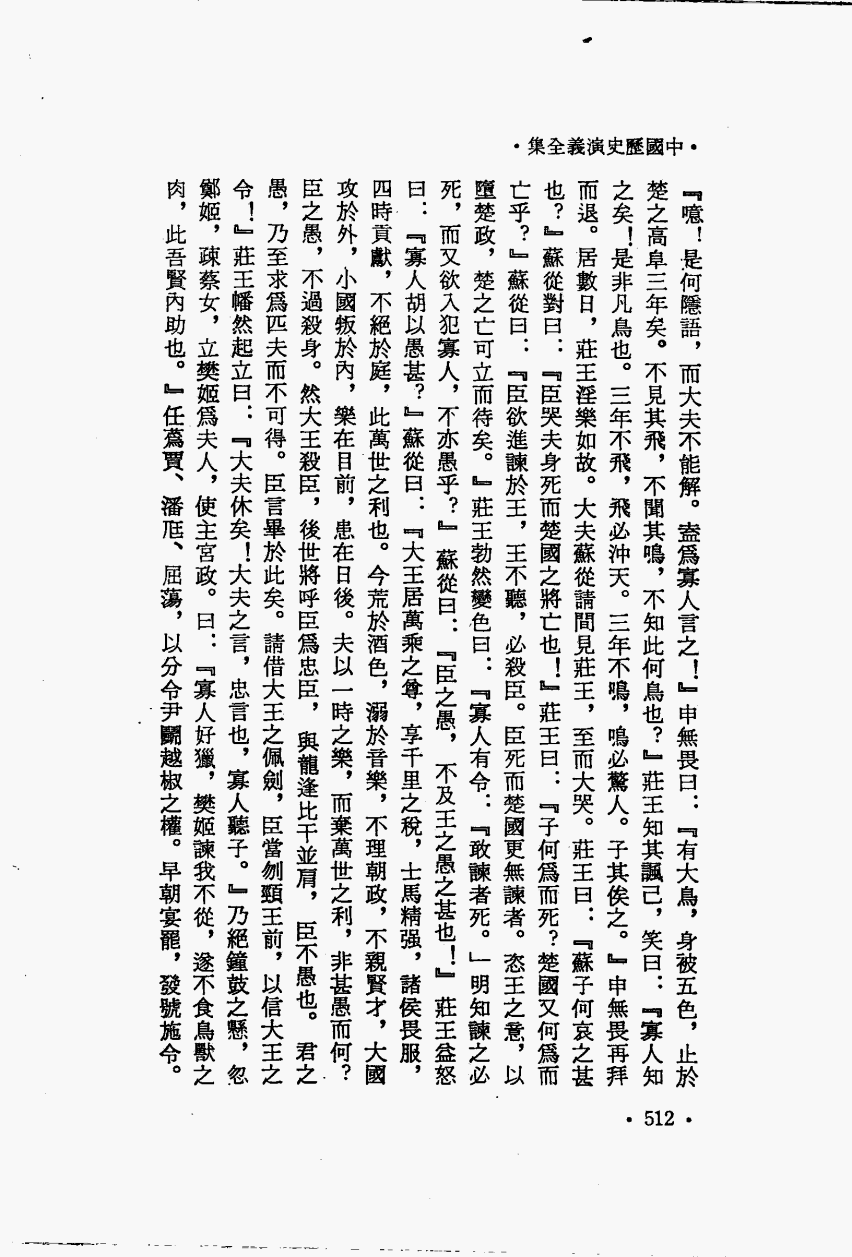 ・中國歷史演義全集・
『噫！是何隱語，而大夫不能解。盍爲寡人言之！』申無畏曰：『有大鳥，身被五色，止於
楚之高阜三年矣。不見其飛，不聞其鳴，不知此何鳥也？』莊王知其諷己，笑曰：『寡人知
之矣！是非凡鳥也。三年不飛，飛必沖天。三年不鳴，鳴必驚人。子其俟之。』申無畏再拜
而退。居數日，莊王淫樂如故。大夫蘇從請間見莊王，至而大哭。莊王曰：『蘇子何哀之甚
也？』蘇從對曰：『臣哭夫身死而楚國之將亡也！』莊王曰：『子何爲而死？楚國又何爲而
亡乎？』蘇從曰：『臣欲進諫於王，王不聽，必殺臣。臣死而楚國更無諫者。恣王之意，以
墮楚政，楚之亡可立而待矣。』莊王勃然變色曰：『寡人有令：『敢諫者死。」明知諫之必
死，而又欲入犯寡人，不亦愚乎？』蘇從曰：『臣之愚，不及王之愚之甚也！』莊王益怒
曰：『寡人胡以愚甚？』蘇從曰：『大王居萬乘之尊，享千里之稅，士馬精强，諸侯畏服，
四時貢獻，不絕於庭，此萬世之利也。今荒於酒色，溺於音樂，不理朝政，不親賢才，大國
攻於外，小國叛於內，樂在目前，患在日後。夫以一時之樂，而棄萬世之利，非甚愚而何？
臣之愚，不過殺身。然大王殺臣，後世將呼臣爲忠臣，與龍逢比干並肩，臣不愚也。君之
愚，乃至求爲匹夫而不可得。臣言畢於此矣。請借大王之佩劍，臣當刎頸王前，以信大王之
令！』莊王幡然起立曰：『大夫休矣！大夫之言，忠言也，寡人聽子。』乃絕鐘鼓之懸，忽
鄭姬，疎蔡女，立樊姬爲夫人，使主宮政。曰：『寡人好獵，樊姬諫我不從，遂不食鳥獸之
肉，此吾賢內助也。』任蔿賈、潘尫、屈蕩，以分令尹鬭越椒之權。早朝宴罷，發號施令。
・512・